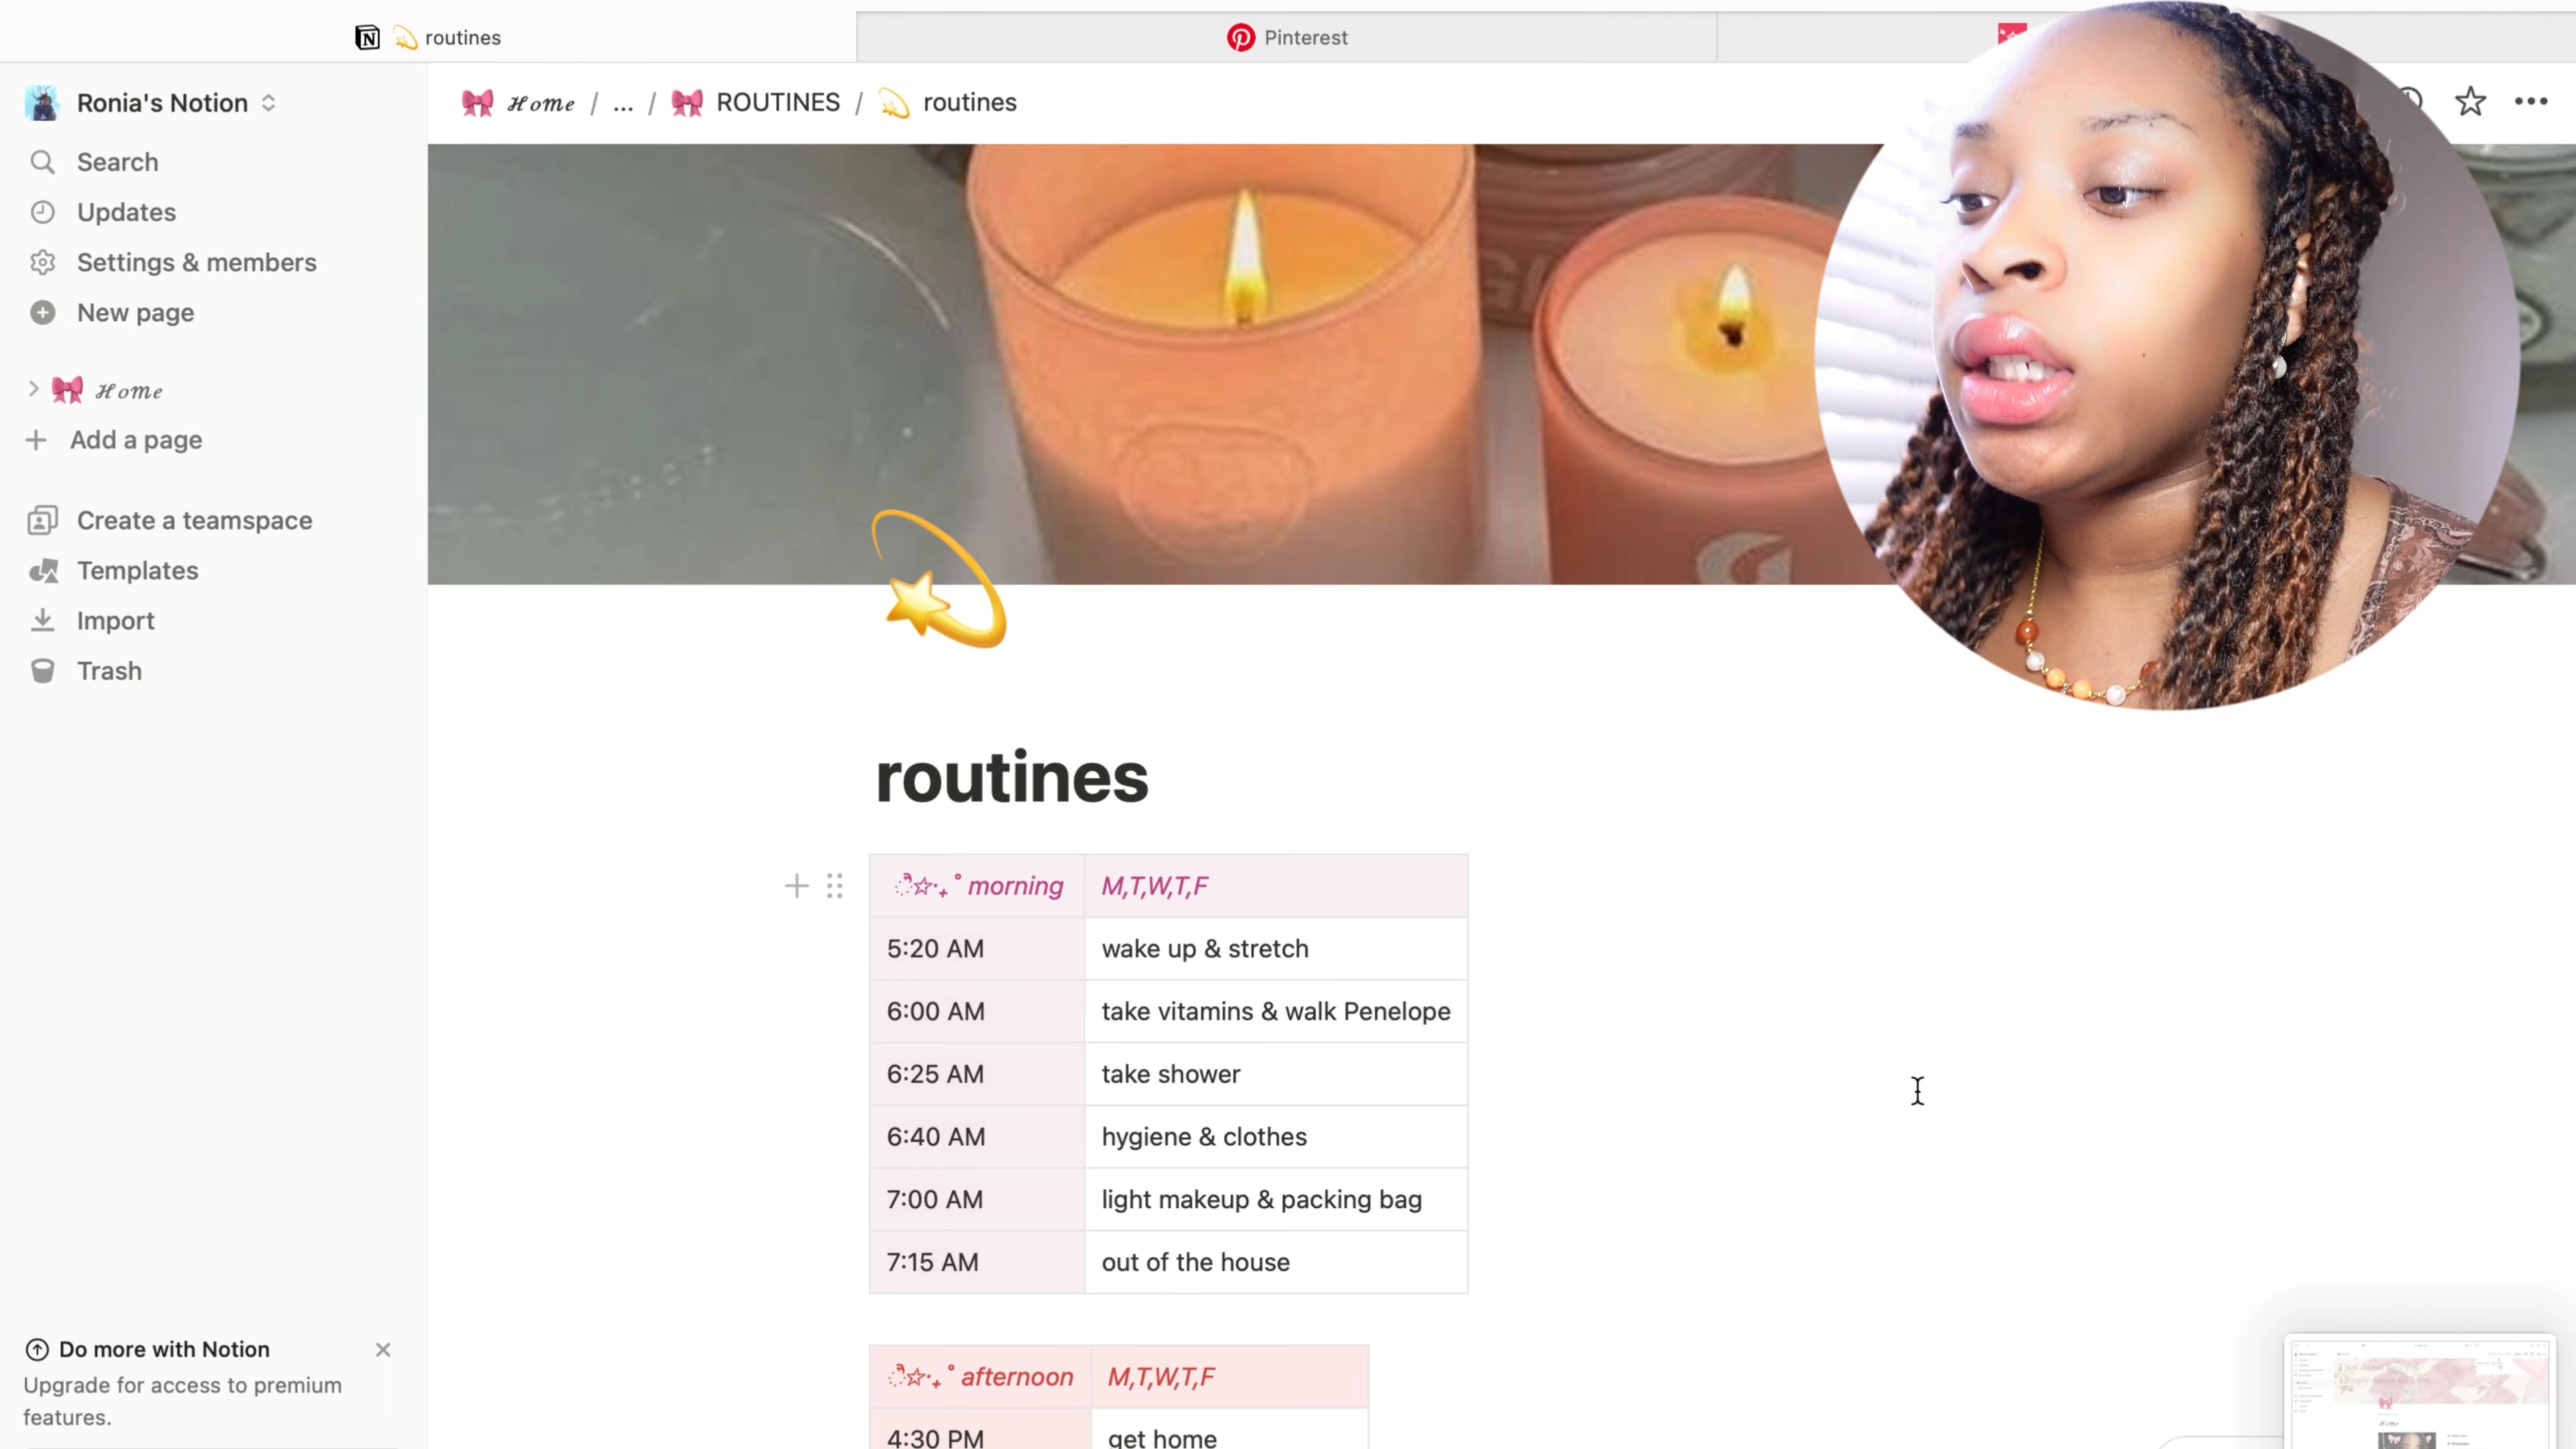 routines
Pinterest
Ronia's Notion
Home / ... / ROUTINES / routines
Search
Updates
Settings & members
New page
Home
Add a page
Create a teamspace
Templates
Import
Trash
routines
morning M,T,W,T,F
5:20 AM wake up & stretch
6:00 AM take vitamins & walk Penelope
6:25 AM take shower
6:40 AM hygiene & clothes
7:00 AM light makeup & packing bag
7:15 AM out of the house
afternoon M,T,W,T,F
4:30 PM get home
Do more with Notion
Upgrade for access to premium
features.